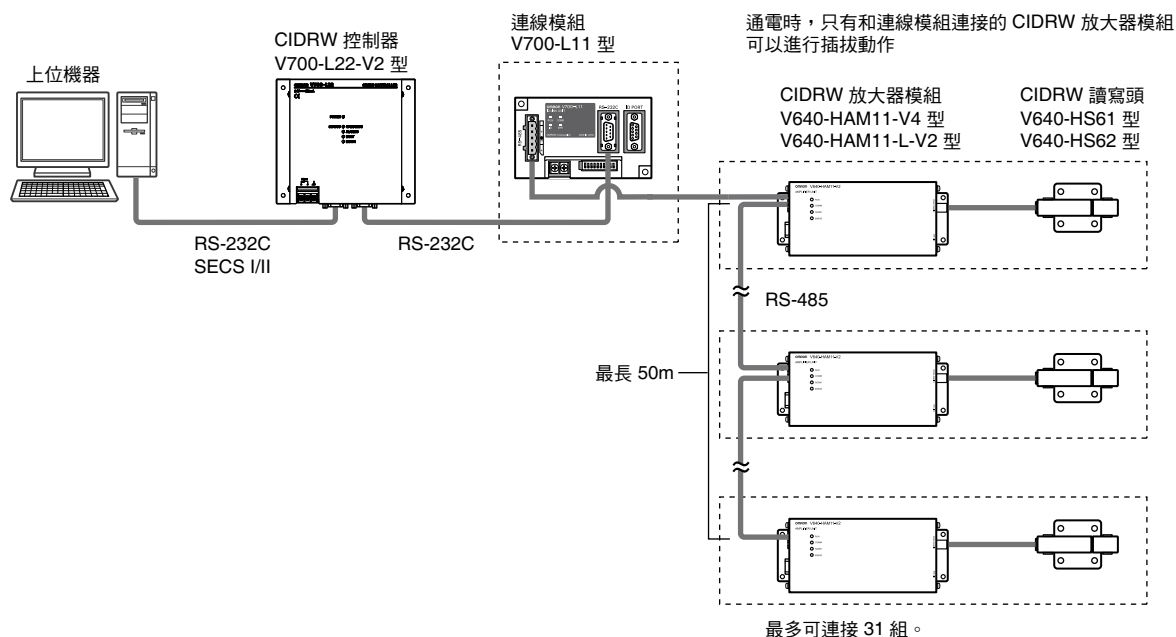 通電時，只有和連線模組連接的 CIDRW 放大器模組
可以進行插拔動作
連線模組
V700-L11 型
CIDRW 控制器
V700-L22-V2 型
上位機器
CIDRW 放大器模組
V640-HAM11-V4 型
V640-HAM11-L-V2 型
CIDRW 讀寫頭
V640-HS61 型
V640-HS62 型
V700-L11
RS-232C
RS-232C
SECS I/II
RS-232C
RS-485
最長 50m
最多可連接 31 組。